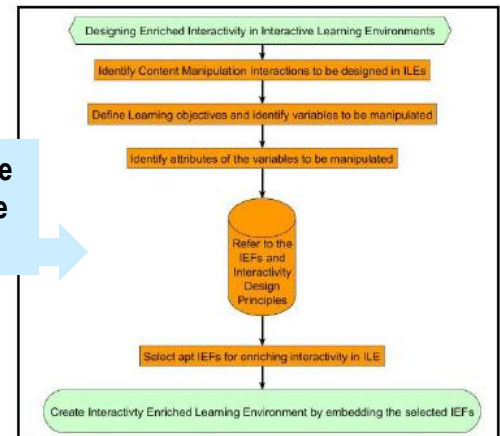 Designing Enriched Interactivity in Interactive Learning Environments
Identify Content Manipulation Interactions to be designed in ILEs
Define Learning objectives and identify variables to be manipulated
Identify attributes of the variables to be manipulated
e
e
Refer to the
IEFs and
Interactivity
Design
Principles
Select apt IEFs for enriching interactivity in ILE
Create Interactivty Enriched Learning Environment by embedding the selected IEFs